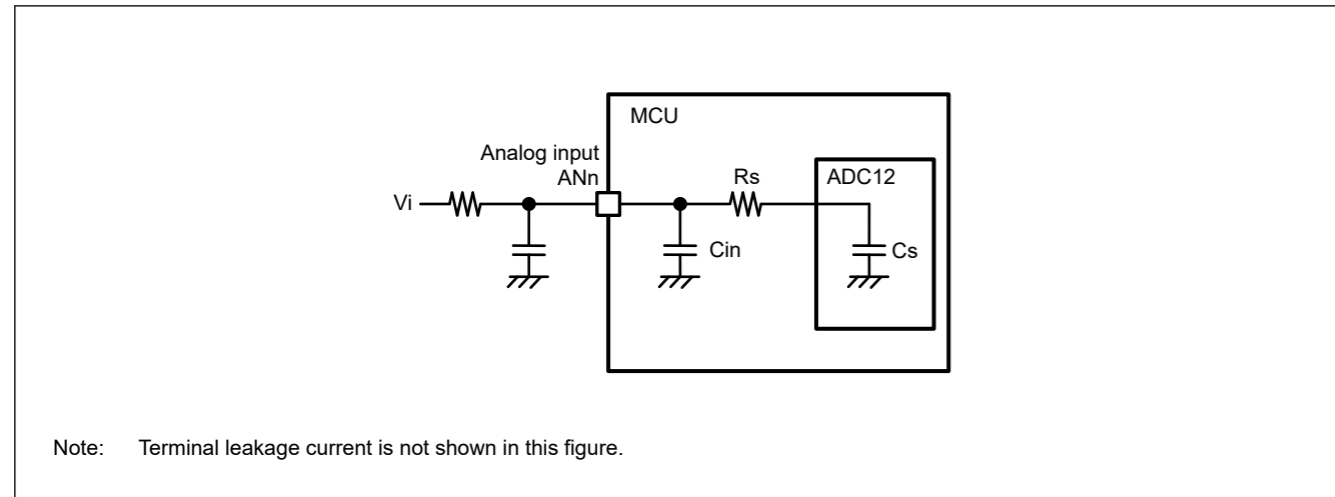 MCU
Analog input
ANn
Rs
ADC12
Vi
Cin
Cs
Note: Terminal leakage current is not shown in this figure.